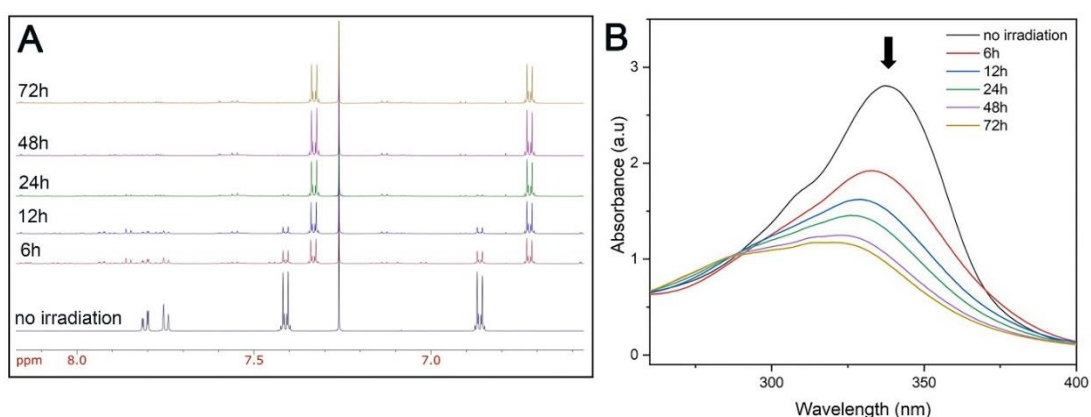 A
72h
48h
24h
12h
6h
no irradiation
ppm 8.0 7.5 7.0
B
no irradiation
6h
12h
24h
48h
72h
Absorbance (a.u)
3
2
1
0
300 350 400
Wavelength (nm)